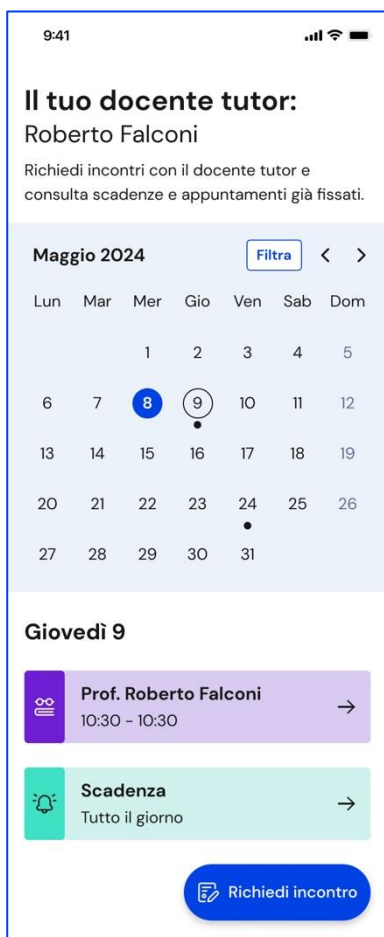 9:41
Il tuo docente tutor:
Roberto Falconi
Richiedi incontri con il docente tutor e
consulta scadenze e appuntamenti già fissati.
Maggio 2024 Filtra
Lun Mar Mer Gio Ven Sab Dom
1 2 3 4 5
6 7 8 9 10 11 12
13 14 15 16 17 18 19
20 21 22 23 24 25 26
27 28 29 30 31
Giovedì 9
Prof. Roberto Falconi
10:30 – 10:30
Scadenza
Tutto il giorno
Richiedi incontro